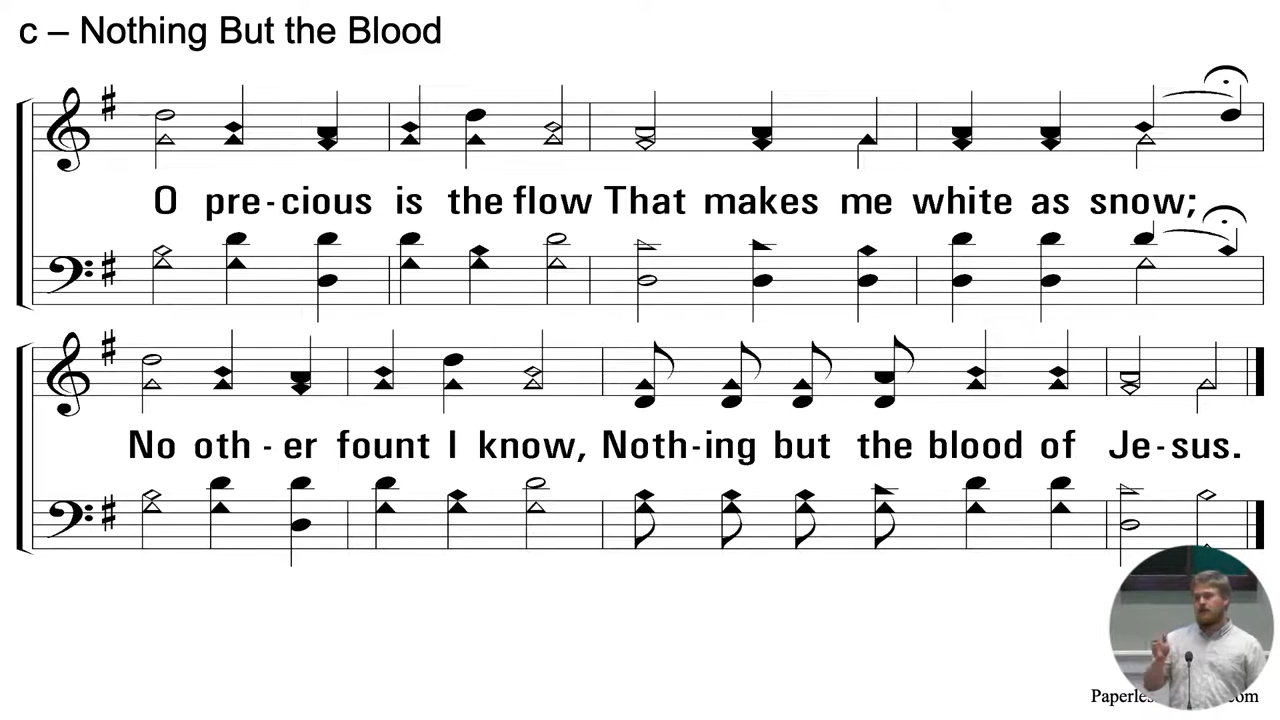 c – Nothing But the Blood
O pre-cious is the flow That makes me white as snow;
No oth-er fount I know, Noth-ing but the blood of Je-sus.